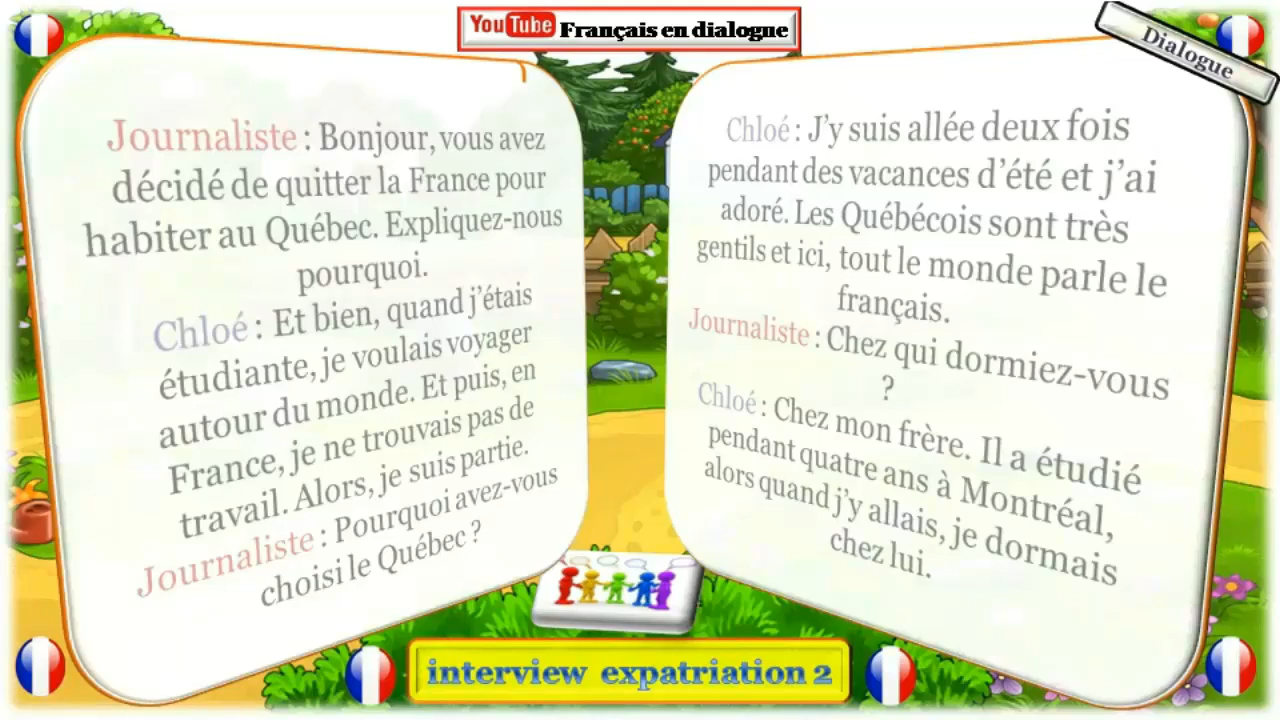 YouTube Français en dialogue
Dialogue
Journaliste : Bonjour, vous avez
décidé de quitter la France pour
habiter au Québec. Expliquez-nous
pourquoi.
Chloé : Et bien, quand j'étais
étudiante, je voulais voyager
autour du monde. Et puis, en
France, je ne trouvais pas de
travail. Alors, je suis partie.
Journaliste : Pourquoi avez-vous
choisi le Québec ?
Chloé : J'y suis allée deux fois
pendant des vacances d'été et j'ai
adoré. Les Québécois sont très
gentils et ici, tout le monde parle le
français.
Journaliste : Chez qui dormiez-vous
?
Chloé : Chez mon frère. Il a étudié
pendant quatre ans à Montréal,
alors quand j'y allais, je dormais
chez lui.
interview expatriation 2